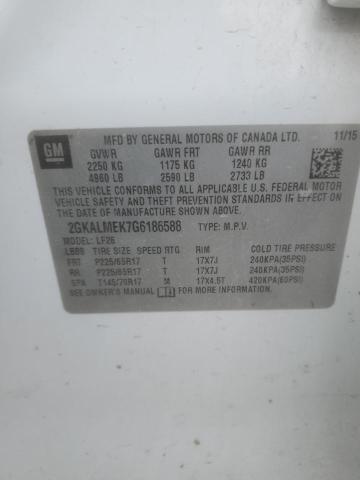 MFD BY GENERAL MOTORS OF CANADA LTD. 11/15
GM
GVWR GAWR FRT GAWR RR
2250 KG 1175 KG 1240 KG
4960 LB 2590 LB 2733 LB
THIS VEHICLE CONFORMS TO ALL APPLICABLE U.S. FEDERAL MOTOR
VEHICLE SAFETY, BUMPER, AND THEFT PREVENTION STANDARDS IN EFFECT
ON THE DATE OF MANUFACTURE SHOWN ABOVE.
2GKALMEK7G6186586 TYPE: M.P.V.
MODEL: LF26
TIRE SIZE SPEED RTG RIM COLD TIRE PRESSURE
FRT P225/65R17 T 17X7J 240KPA(35PSI)
RR P225/65R17 T 17X7J 240KPA(35PSI)
SPA T145/70R17 M 17X4.5T 420KPA(60PSI)
SEE OWNER'S MANUAL FOR MORE INFORMATION.